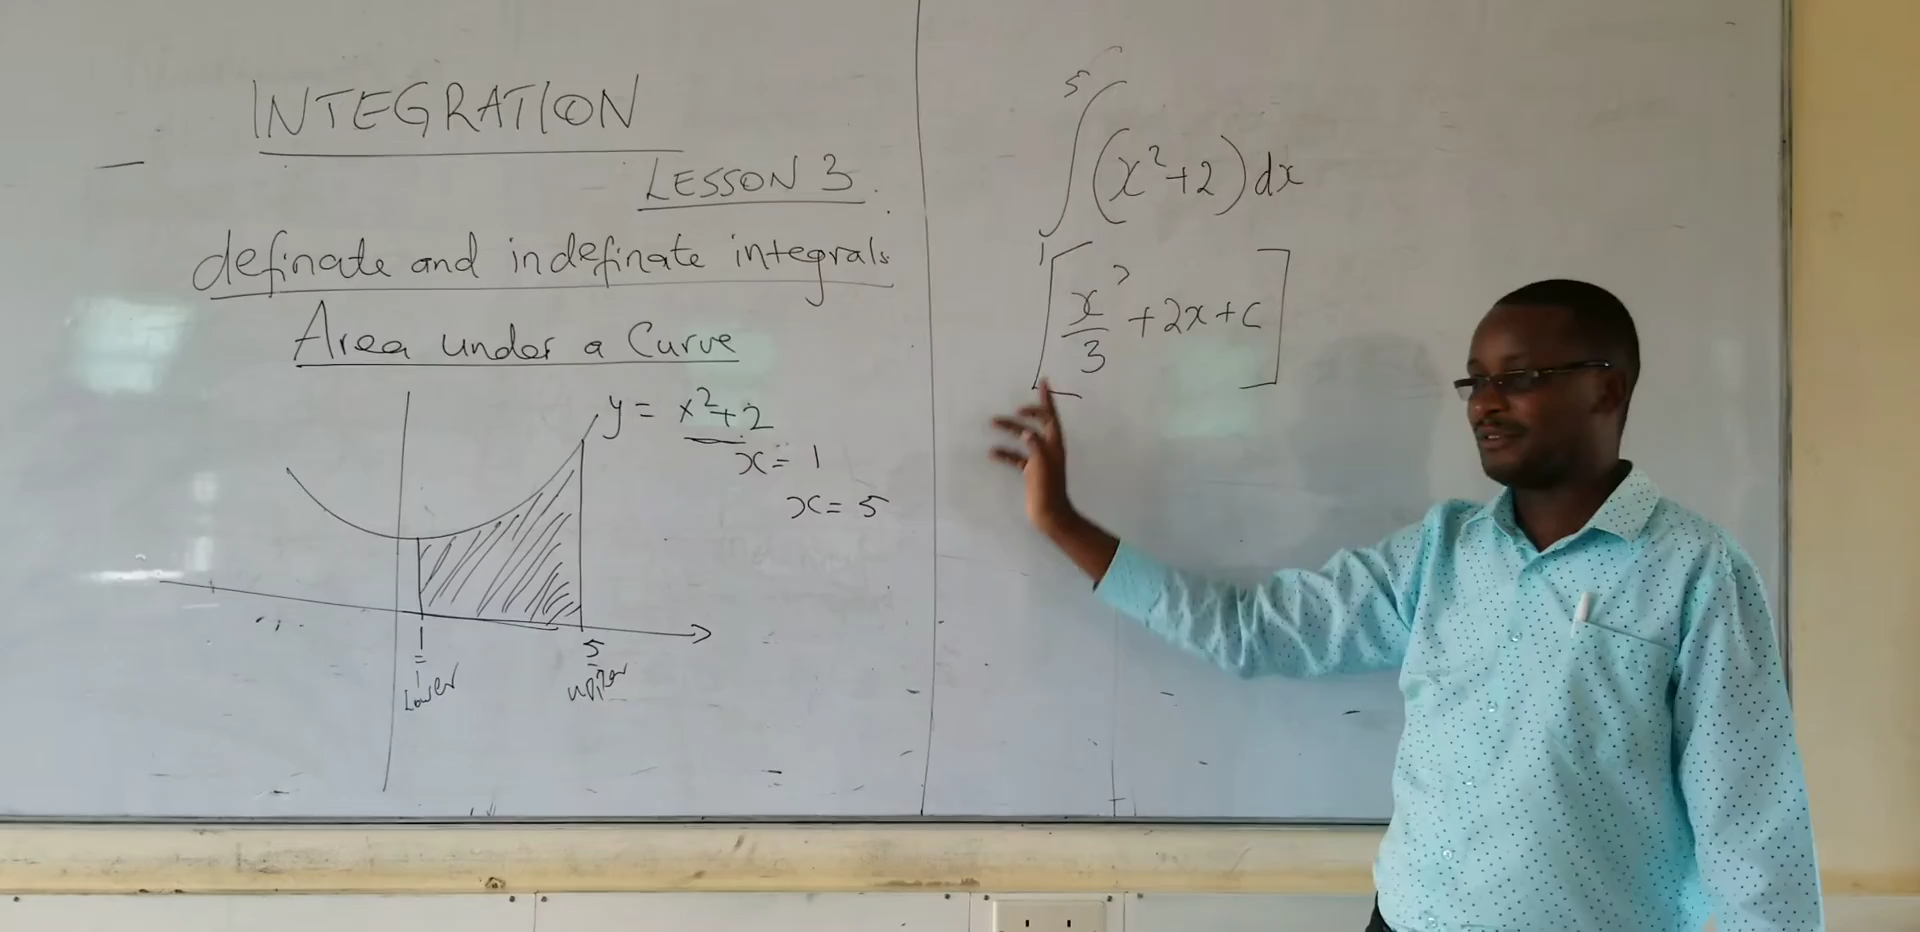 INTEGRATION
LESSON 3.
definate and indefinate integrals
Area under a Curve
y = x²+2
x = 1
x = 5
1
5
Lower
upper
5
∫(x²+2)dx
1
[x³/3 +2x+c]